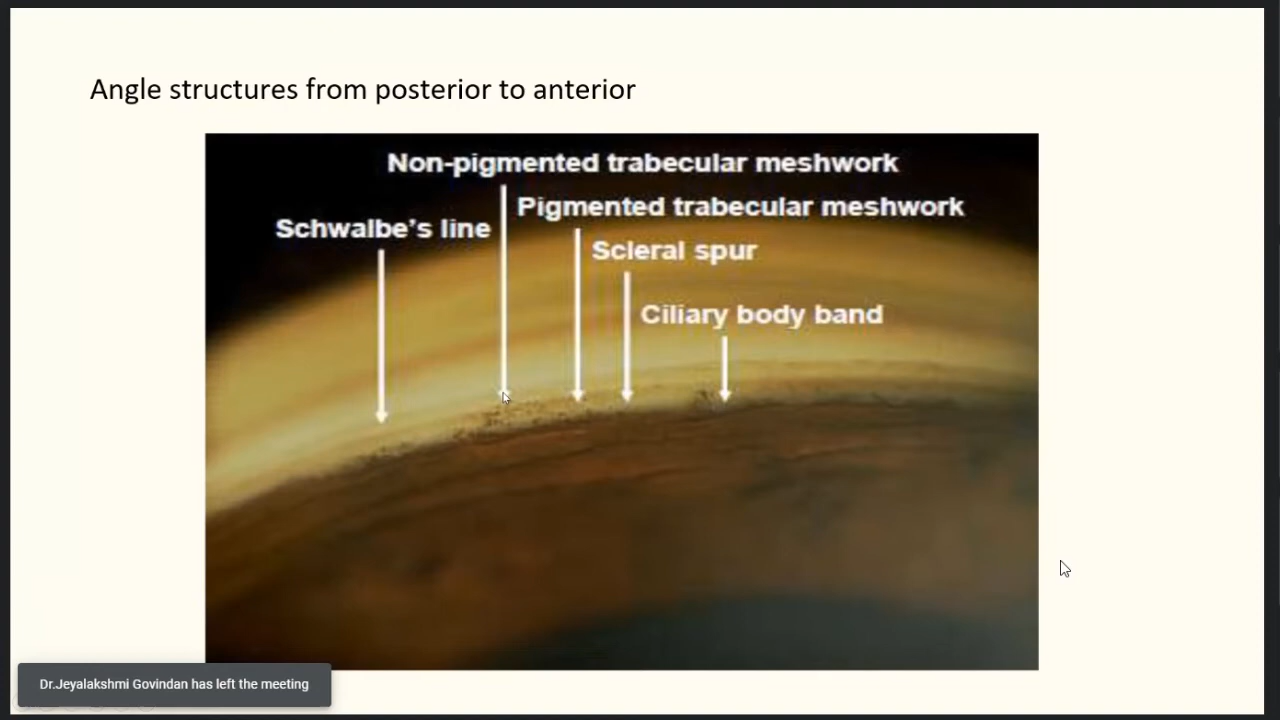 Angle structures from posterior to anterior
Non-pigmented trabecular meshwork
Pigmented trabecular meshwork
Schwalbe's line
Scleral spur
Ciliary body band
Dr.Jeyalakshmi Govindan has left the meeting